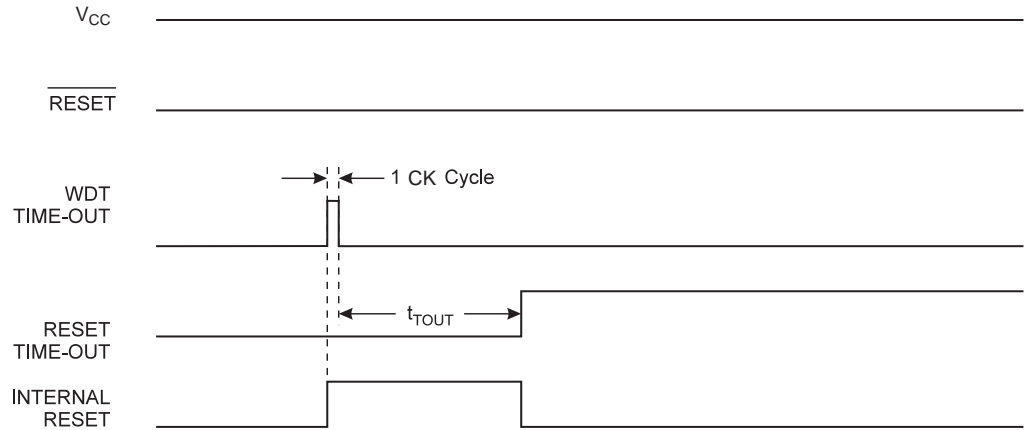 VCC
RESET
1 CK Cycle
WDT
TIME-OUT
tTOUT
RESET
TIME-OUT
INTERNAL
RESET